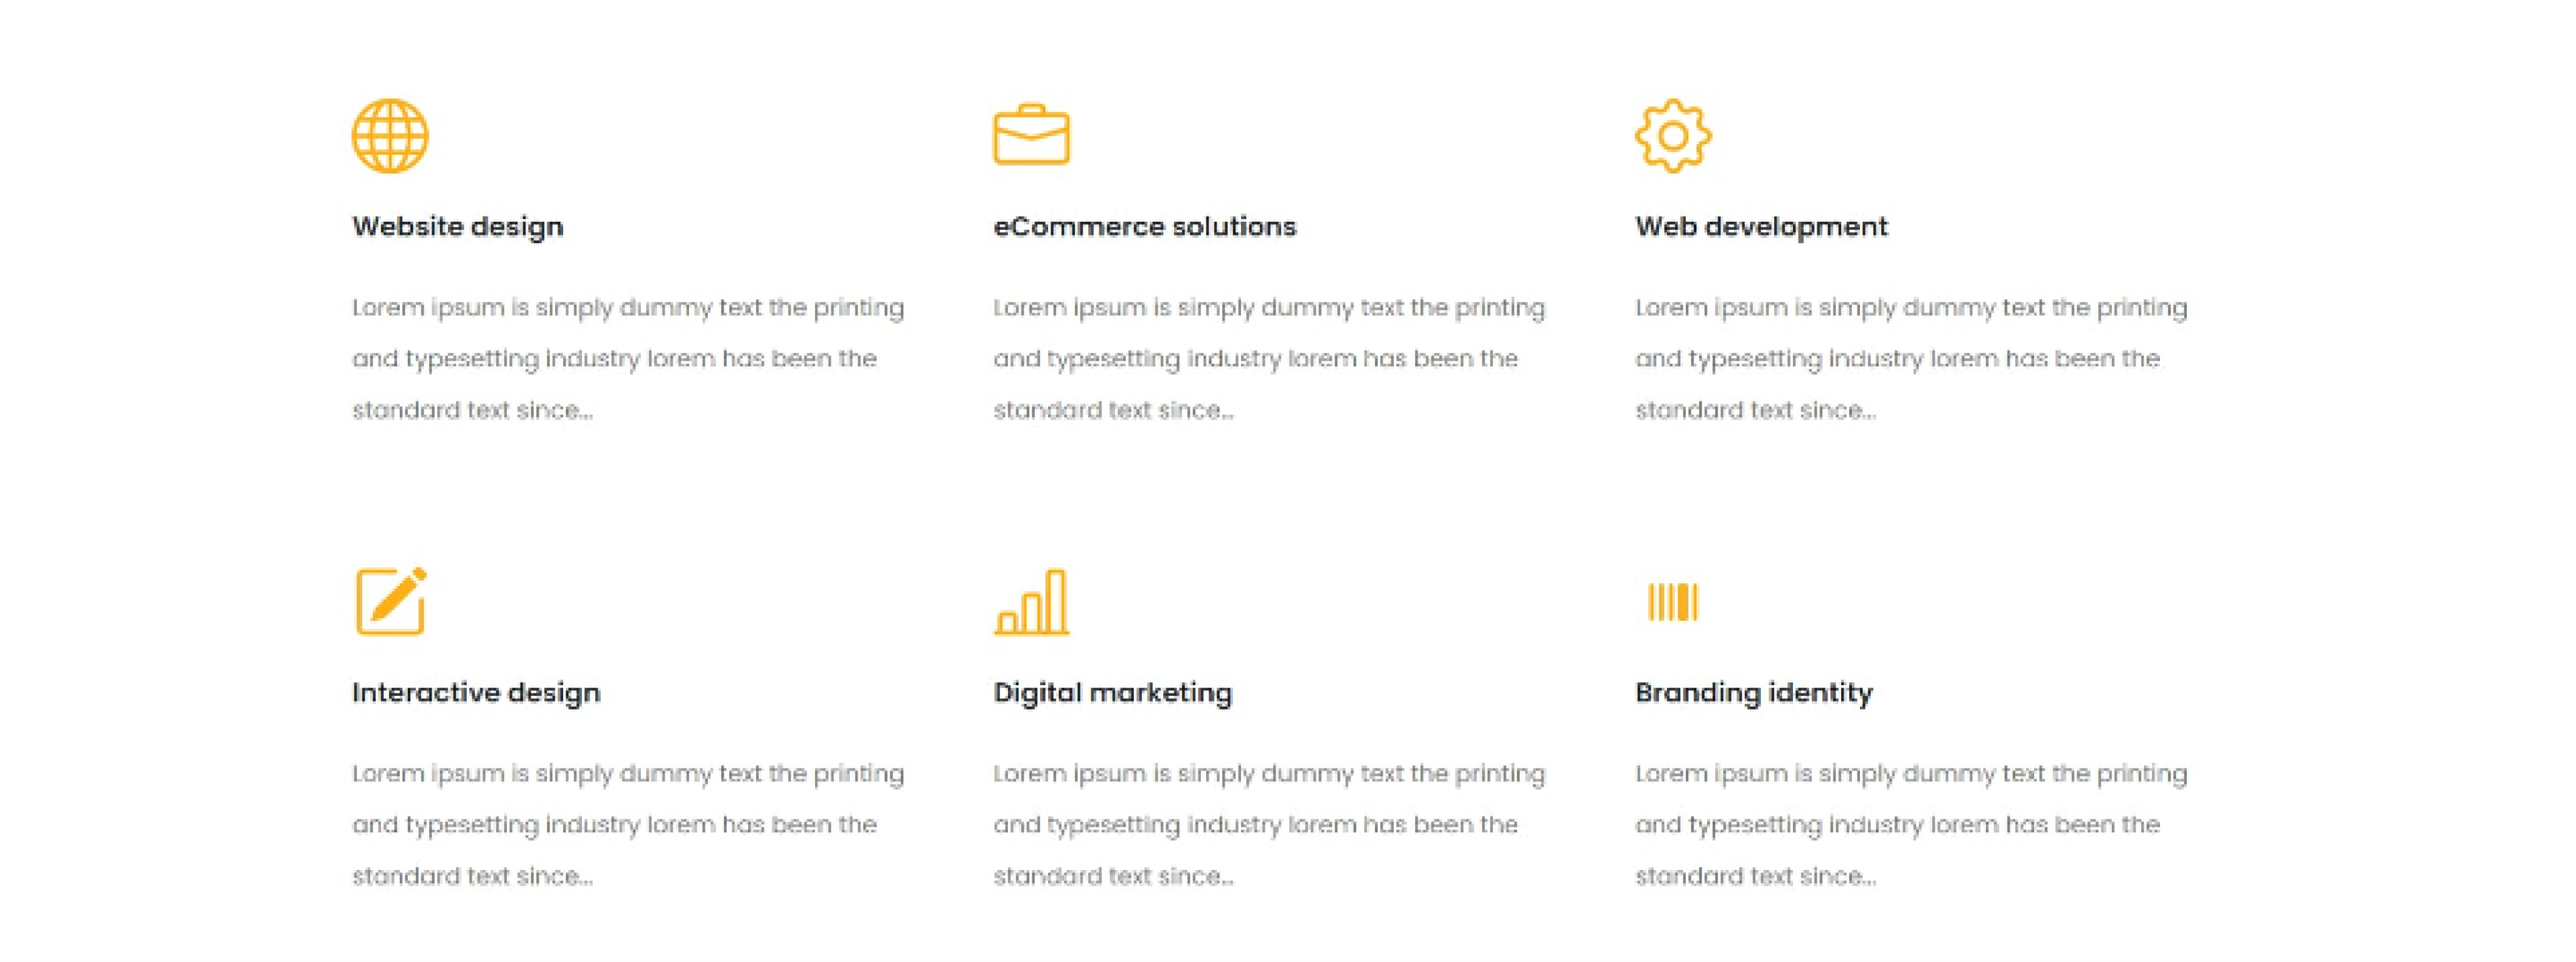 Website design
Lorem ipsum is simply dummy text the printing
and typesetting industry lorem has been the
standard text since...
eCommerce solutions
Lorem ipsum is simply dummy text the printing
and typesetting industry lorem has been the
standard text since...
Web development
Lorem ipsum is simply dummy text the printing
and typesetting industry lorem has been the
standard text since...
Interactive design
Lorem ipsum is simply dummy text the printing
and typesetting industry lorem has been the
standard text since...
Digital marketing
Lorem ipsum is simply dummy text the printing
and typesetting industry lorem has been the
standard text since...
Branding identity
Lorem ipsum is simply dummy text the printing
and typesetting industry lorem has been the
standard text since...